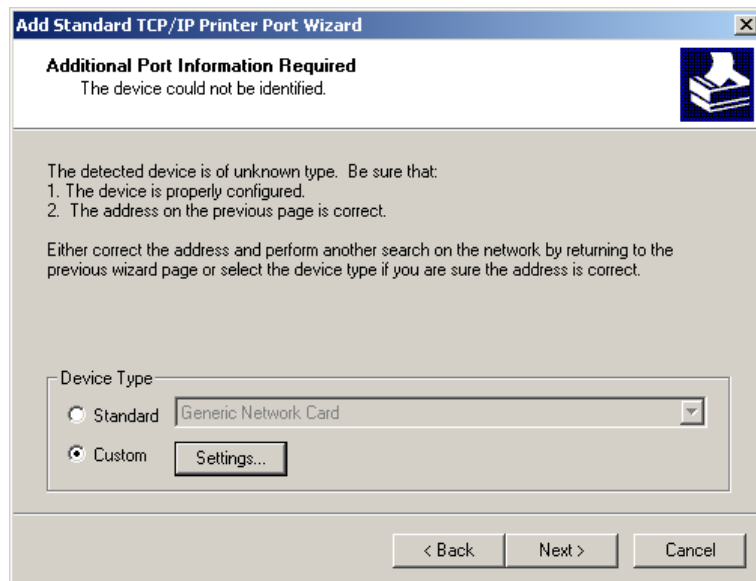 Add Standard TCP/IP Printer Port Wizard
Additional Port Information Required
The device could not be identified.
The detected device is of unknown type.  Be sure that:
1. The device is properly configured.
2.  The address on the previous page is correct.
Either correct the address and perform another search on the network by returning to the
previous wizard page or select the device type if you are sure the address is correct.
Device Type
Standard
Generic Network Card
Custom
Settings...
< Back
Next >
Cancel